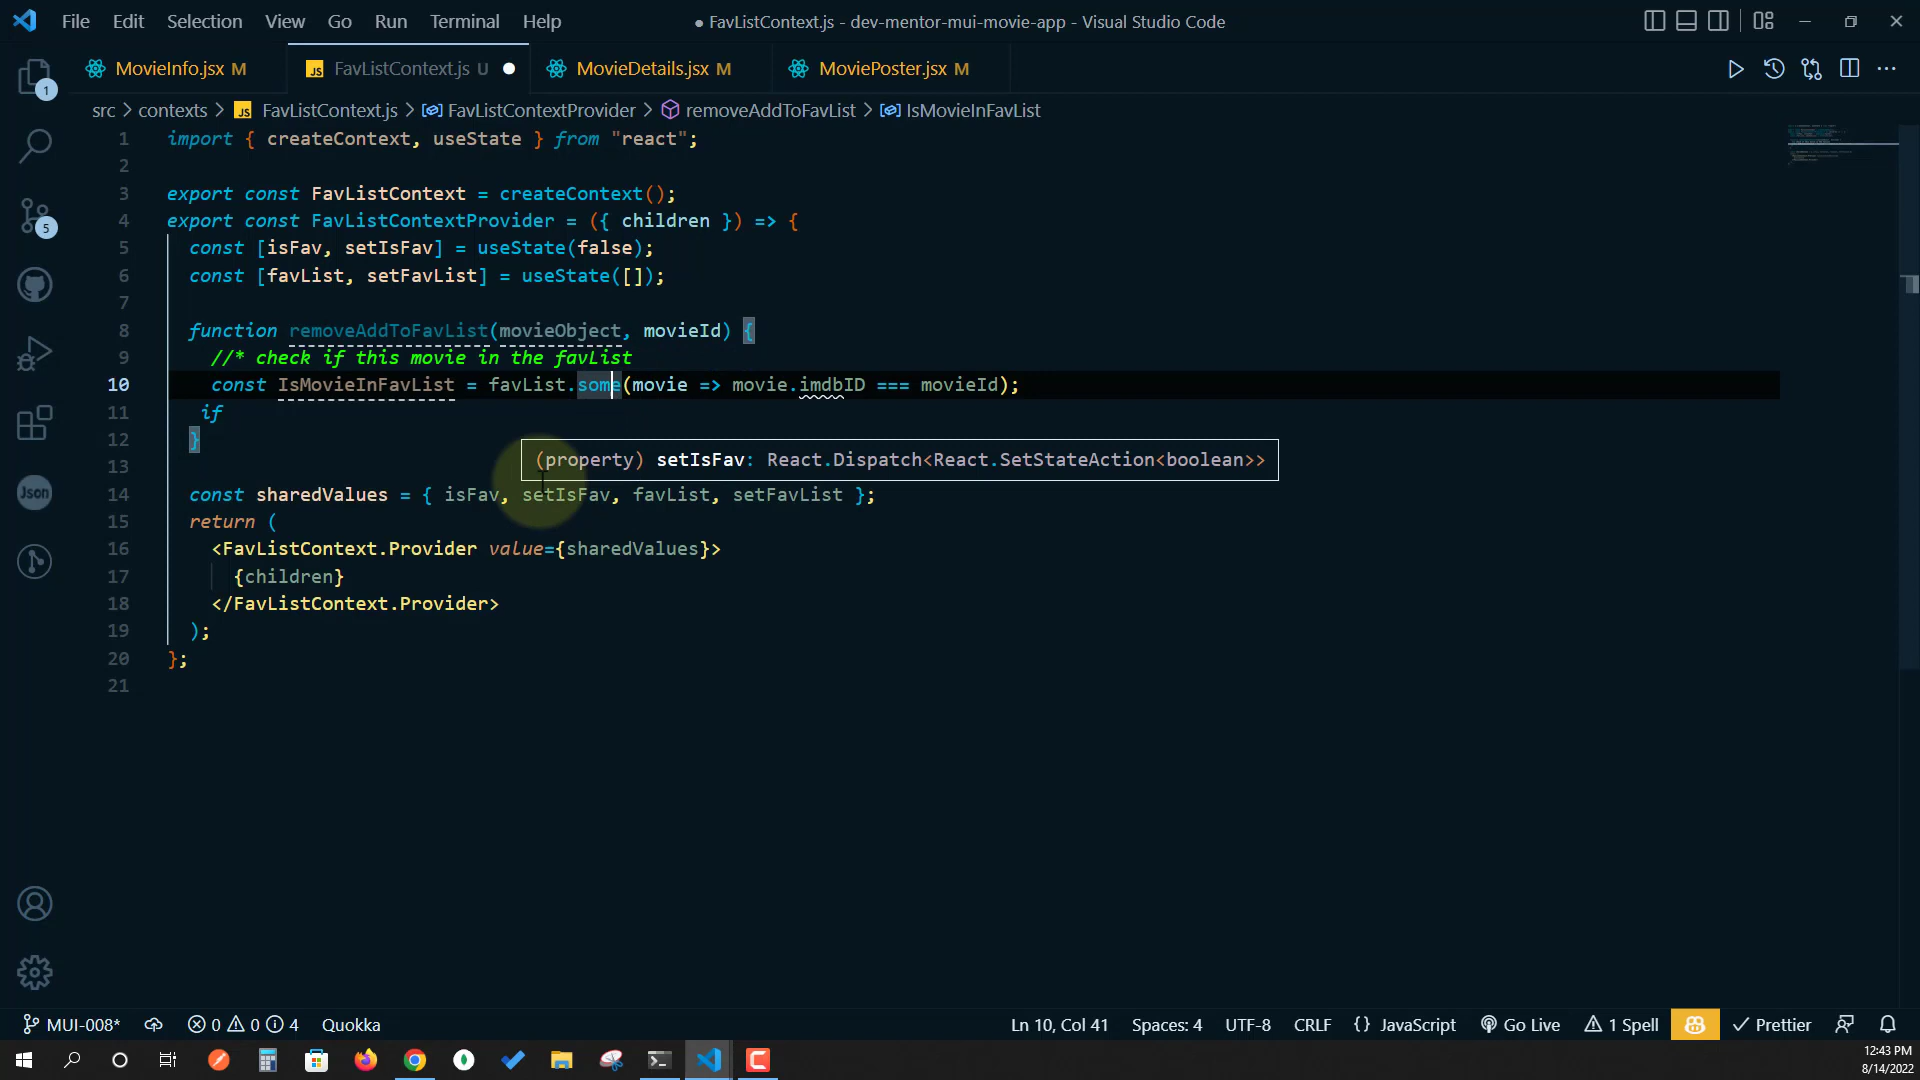 File Edit Selection View Go Run Terminal Help ● FavListContext.js - dev-mentor-mui-movie-app - Visual Studio Code
MovieInfo.jsx M JS FavListContext.js U ● MovieDetails.jsx M MoviePoster.jsx M
src > contexts > JS FavListContext.js > FavListContextProvider > removeAddToFavList > IsMovieInFavList
1 import { createContext, useState } from "react";
2
3 export const FavListContext = createContext();
4 export const FavListContextProvider = ({ children }) => {
5 const [isFav, setIsFav] = useState(false);
6 const [favList, setFavList] = useState([]);
7
8 function removeAddToFavList(movieObject, movieId) {
9 //* check if this movie in the favList
10 const IsMovieInFavList = favList.some(movie => movie.imdbID === movieId);
11 if
12 }
(property) setIsFav: React.Dispatch<React.SetStateAction<boolean>>
13
14 const sharedValues = { isFav, setIsFav, favList, setFavList };
15 return (
16 <FavListContext.Provider value={sharedValues}>
17 {children}
18 </FavListContext.Provider>
19 );
20 };
21
1
5
Json
MUI-008* 0 0 4 Quokka Ln 10, Col 41 Spaces: 4 UTF-8 CRLF {} JavaScript Go Live 1 Spell Prettier
12:43 PM
8/14/2022